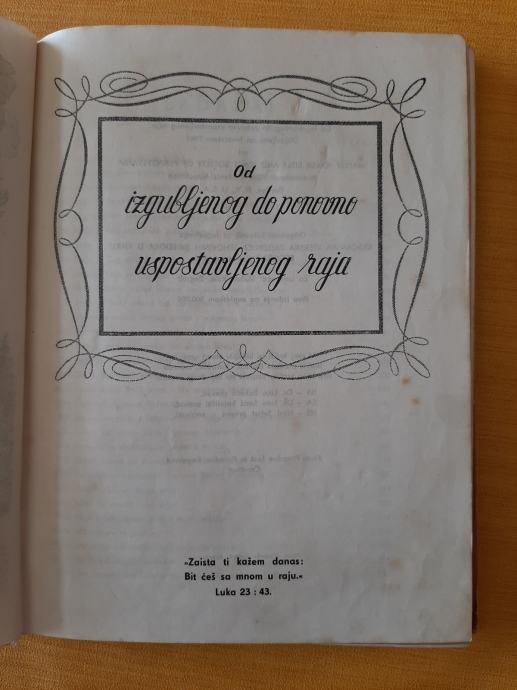 Od
izgubljenog do ponovno
uspostavljenog raja
»Zaista ti kažem danas:
Bit ćeš sa mnom u raju.«
Luka 23 : 43.